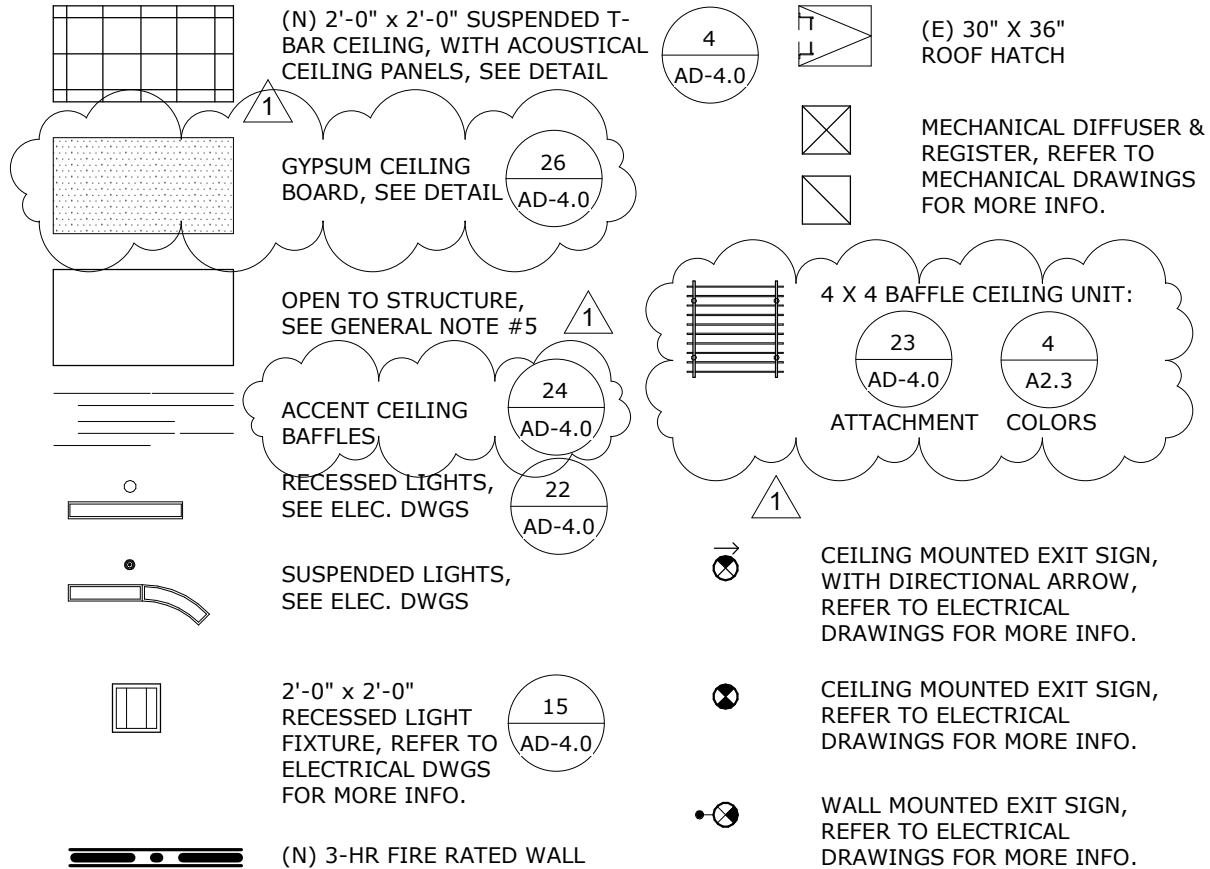 (N) 2'-0" x 2'-0" SUSPENDED T-
BAR CEILING, WITH ACOUSTICAL
CEILING PANELS, SEE DETAIL
4
AD-4.0
1
GYPSUM CEILING
BOARD, SEE DETAIL
26
AD-4.0
OPEN TO STRUCTURE,
SEE GENERAL NOTE #5
1
ACCENT CEILING
BAFFLES
24
AD-4.0
RECESSED LIGHTS,
SEE ELEC. DWGS
22
AD-4.0
SUSPENDED LIGHTS,
SEE ELEC. DWGS
2'-0" x 2'-0"
RECESSED LIGHT
FIXTURE, REFER TO
ELECTRICAL DWGS
FOR MORE INFO.
15
AD-4.0
(N) 3-HR FIRE RATED WALL
(E) 30" X 36"
ROOF HATCH
MECHANICAL DIFFUSER &
REGISTER, REFER TO
MECHANICAL DRAWINGS
FOR MORE INFO.
4 X 4 BAFFLE CEILING UNIT:
23
AD-4.0
ATTACHMENT
4
A2.3
COLORS
1
CEILING MOUNTED EXIT SIGN,
WITH DIRECTIONAL ARROW,
REFER TO ELECTRICAL
DRAWINGS FOR MORE INFO.
CEILING MOUNTED EXIT SIGN,
REFER TO ELECTRICAL
DRAWINGS FOR MORE INFO.
WALL MOUNTED EXIT SIGN,
REFER TO ELECTRICAL
DRAWINGS FOR MORE INFO.